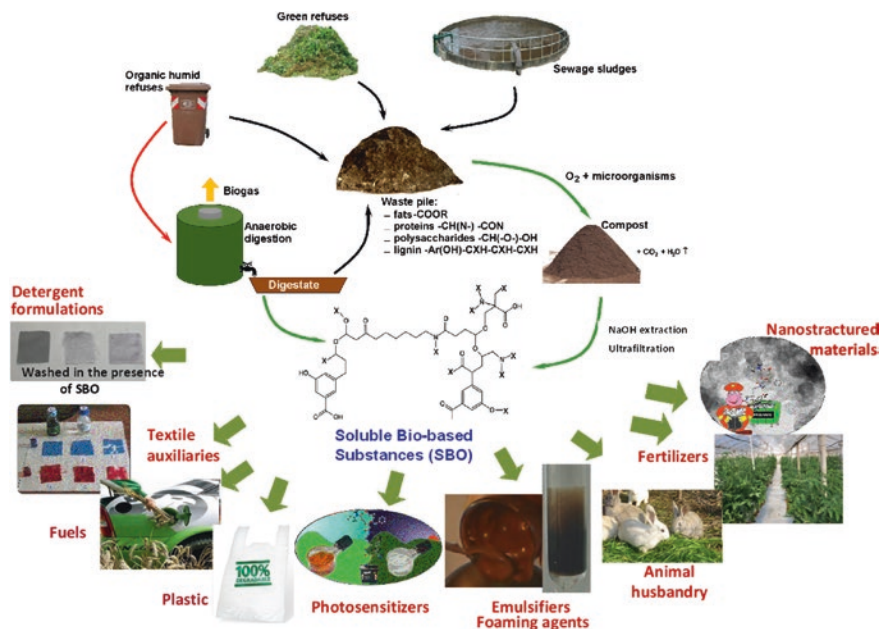 Green refuses
Sewage sludges
Organic humid
refuses
O2 + microorganisms
Biogas
Waste pile:
fats-COOR
proteins -CH(N-) -CON
polysaccharides -CH(-O-)-OH
lignin -Ar(OH)-CXH-CXH-CXH
Compost
+ CO2 + H2O ↑
Anaerobic
digestion
Digestate
Detergent
formulations
NaOH extraction
Ultrafiltration
Nanostractured
materials
Washed in the presence
of SBO
Textile
auxiliaries
Soluble Bio-based
Substances (SBO)
Fertilizers
Fuels
100%
Plastic
Photosensitizers
Emulsifiers
Foaming agents
Animal
husbandry